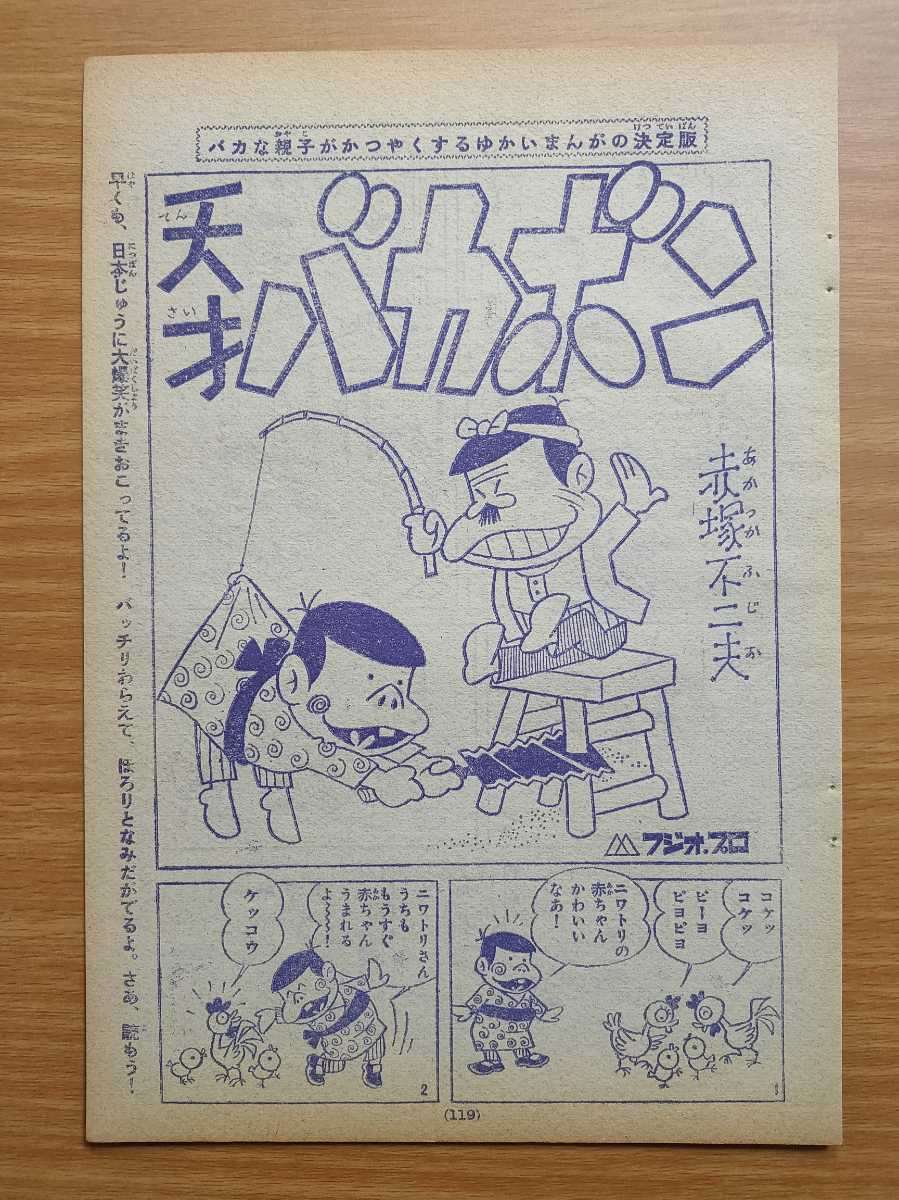 バカな親子がかつやくするゆかいまんがの決定版
天才バカボン
赤塚不二夫
あかつかふじお
フジオ.プロ
早くも、日本じゅうに大爆笑がまきおこってるよ! バッチリわらえて、ほろりとなみだがでるよ。さあ、読もう!
コケッ
コケッ
ピーヨ
ピヨピヨ
ニワトリの
赤ちゃん
かわいい
なあ!
1
ニワトリさん
うちも
もうすぐ
赤ちゃん
うまれる
よ〜〜!
ケッコウ
2
(119)